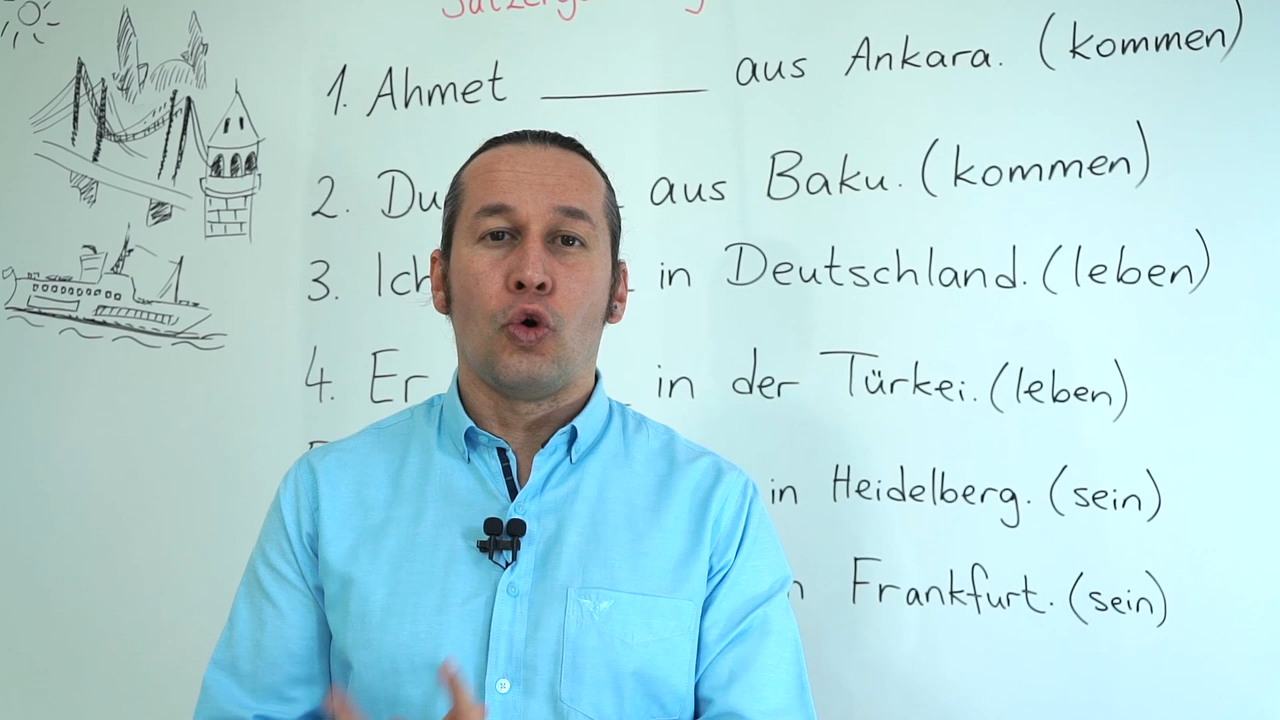 1. Ahmet ______ aus Ankara. (kommen)
2. Du aus Baku. (kommen)
3. Ich in Deutschland. (leben)
4. Er in der Türkei. (leben)
in Heidelberg. (sein)
Frankfurt. (sein)